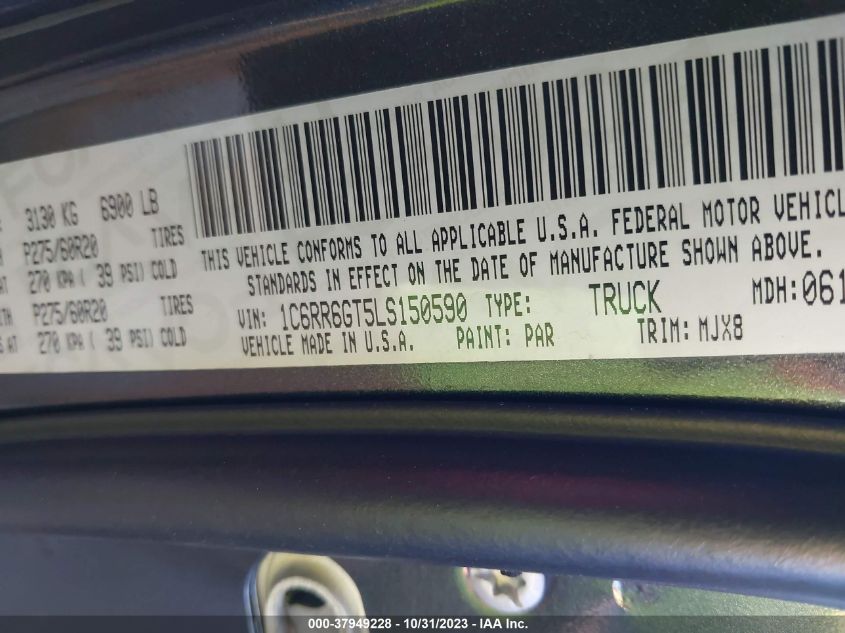 3130 KG 6900 LB
P275/60R20 TIRES
270 KPA ( 39 PSI) COLD
P275/60R20 TIRES
270 KPA ( 39 PSI) COLD
THIS VEHICLE CONFORMS TO ALL APPLICABLE U.S.A. FEDERAL MOTOR VEHICL
STANDARDS IN EFFECT ON THE DATE OF MANUFACTURE SHOWN ABOVE.
VIN: 1C6RR6GT5LS150590 TYPE: TRUCK MDH: 061
VEHICLE MADE IN U.S.A. PAINT: PAR TRIM: MJX8
000-37949228 - 10/31/2023 - IAA Inc.